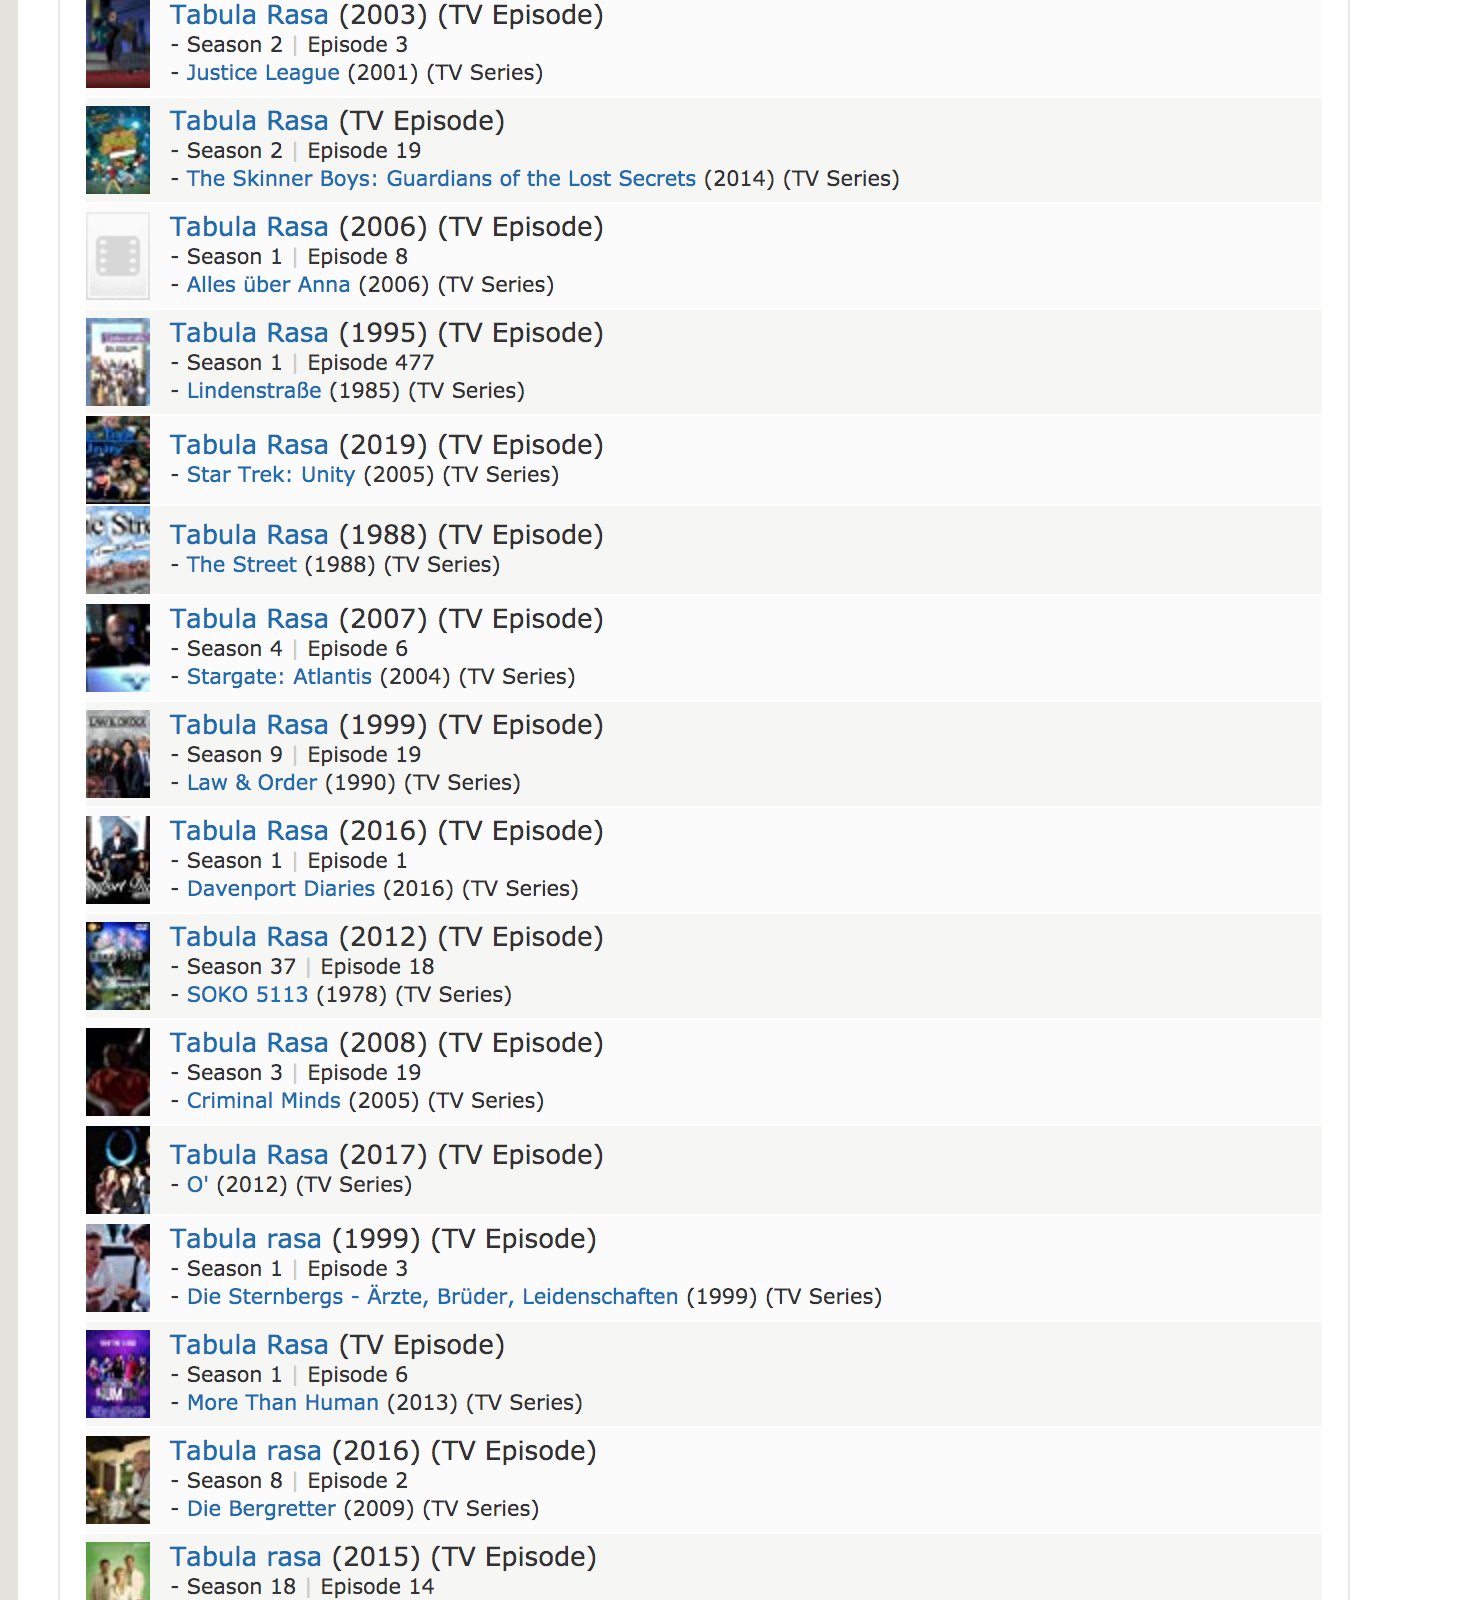 Tabula Rasa (2003) (TV Episode)
- Season 2 | Episode 3
- Justice League (2001) (TV Series)
Tabula Rasa (TV Episode)
- Season 2 | Episode 19
- The Skinner Boys: Guardians of the Lost Secrets (2014) (TV Series)
Tabula Rasa (2006) (TV Episode)
- Season 1 | Episode 8
- Alles über Anna (2006) (TV Series)
Tabula Rasa (1995) (TV Episode)
- Season 1 | Episode 477
- Lindenstraße (1985) (TV Series)
Tabula Rasa (2019) (TV Episode)
- Star Trek: Unity (2005) (TV Series)
Tabula Rasa (1988) (TV Episode)
- The Street (1988) (TV Series)
Tabula Rasa (2007) (TV Episode)
- Season 4 | Episode 6
- Stargate: Atlantis (2004) (TV Series)
LAW & ORDER
Tabula Rasa (1999) (TV Episode)
- Season 9 | Episode 19
- Law & Order (1990) (TV Series)
Tabula Rasa (2016) (TV Episode)
- Season 1 | Episode 1
- Davenport Diaries (2016) (TV Series)
Tabula Rasa (2012) (TV Episode)
- Season 37 | Episode 18
- SOKO 5113 (1978) (TV Series)
Tabula Rasa (2008) (TV Episode)
- Season 3 | Episode 19
- Criminal Minds (2005) (TV Series)
Tabula Rasa (2017) (TV Episode)
- O' (2012) (TV Series)
Tabula rasa (1999) (TV Episode)
- Season 1 | Episode 3
- Die Sternbergs - Ärzte, Brüder, Leidenschaften (1999) (TV Series)
Tabula Rasa (TV Episode)
- Season 1 | Episode 6
- More Than Human (2013) (TV Series)
Tabula rasa (2016) (TV Episode)
- Season 8 | Episode 2
- Die Bergretter (2009) (TV Series)
Tabula rasa (2015) (TV Episode)
- Season 18 | Episode 14